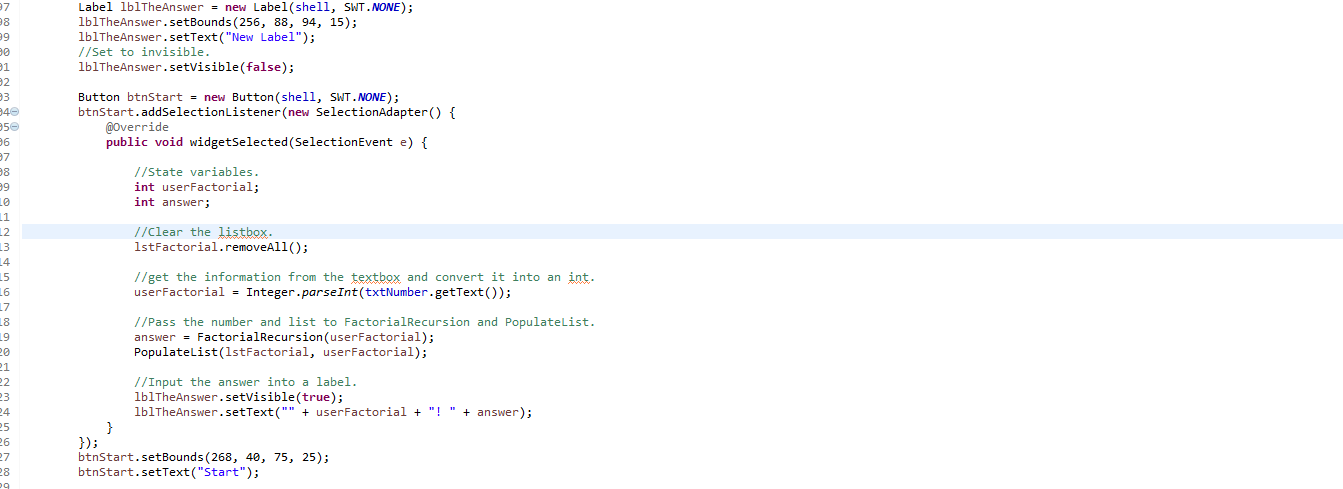 97 Label lblTheAnswer = new Label(shell, SWT.NONE);
98 lblTheAnswer.setBounds(256, 88, 94, 15);
99 lblTheAnswer.setText("New Label");
00 //Set to invisible.
01 lblTheAnswer.setVisible(false);
02
03 Button btnStart = new Button(shell, SWT.NONE);
04 btnStart.addSelectionListener(new SelectionAdapter() {
05 @Override
06 public void widgetSelected(SelectionEvent e) {
07
08 //State variables.
09 int userFactorial;
10 int answer;
11
12 //Clear the listbox.
13 lstFactorial.removeAll();
14
15 //get the information from the textbox and convert it into an int.
16 userFactorial = Integer.parseInt(txtNumber.getText());
17
18 //Pass the number and list to FactorialRecursion and PopulateList.
19 answer = FactorialRecursion(userFactorial);
20 PopulateList(lstFactorial, userFactorial);
21
22 //Input the answer into a label.
23 lblTheAnswer.setVisible(true);
24 lblTheAnswer.setText("" + userFactorial + "! " + answer);
25 }
26 });
27 btnStart.setBounds(268, 40, 75, 25);
28 btnStart.setText("Start");
29